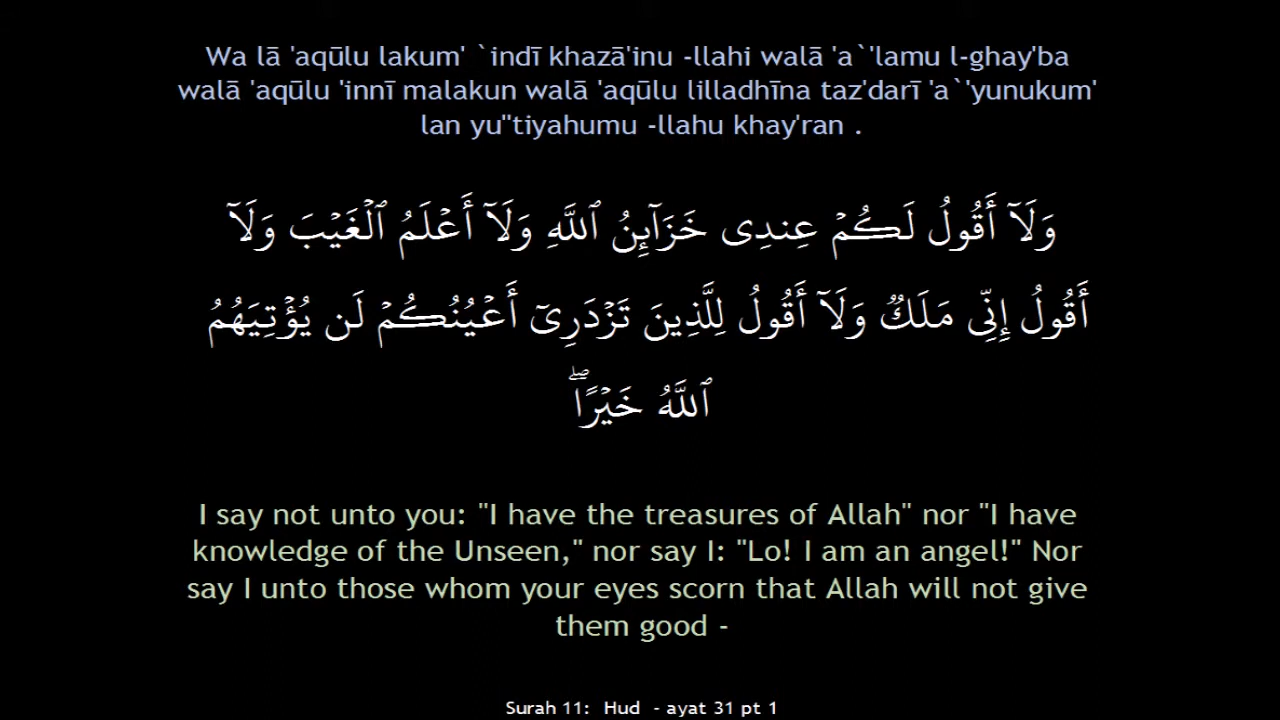 Wa lā 'aqūlu lakum' `indī khazā'inu -llahi walā 'a`'lamu l-ghay'ba
walā 'aqūlu 'innī malakun walā 'aqūlu lilladhīna taz'darī 'a`'yunukum'
lan yu''tiyahumu -llahu khay'ran .
وَلَآ أَقُولُ لَكُمْ عِندِى خَزَآئِنُ ٱللَّهِ وَلَآ أَعْلَمُ ٱلْغَيْبَ وَلَآ
أَقُولُ إِنِّى مَلَكٌ وَلَآ أَقُولُ لِلَّذِينَ تَزْدَرِىٓ أَعْيُنُكُمْ لَن يُؤْتِيَهُمُ
ٱللَّهُ خَيْرًا ۖ
I say not unto you: "I have the treasures of Allah" nor "I have
knowledge of the Unseen," nor say I: "Lo! I am an angel!" Nor
say I unto those whom your eyes scorn that Allah will not give
them good -
Surah 11: Hud - ayat 31 pt 1